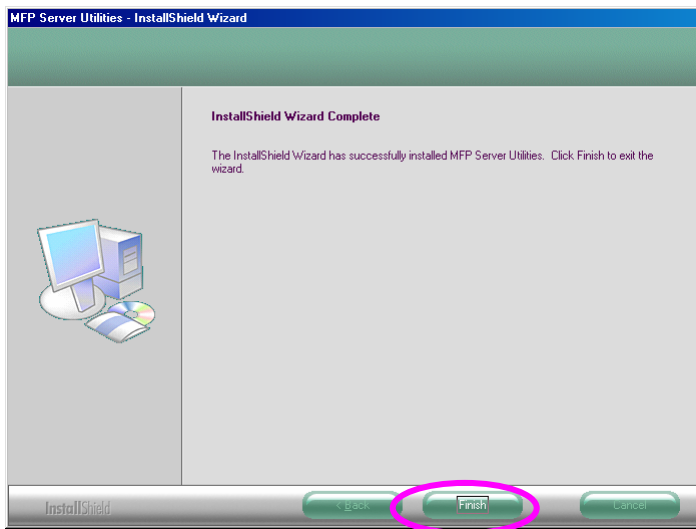 MFP Server Utilities - InstallShield Wizard
InstallShield Wizard Complete
The InstallShield Wizard has successfully installed MFP Server Utilities. Click Finish to exit the
wizard.
InstallShield
< Back
Finish
Cancel